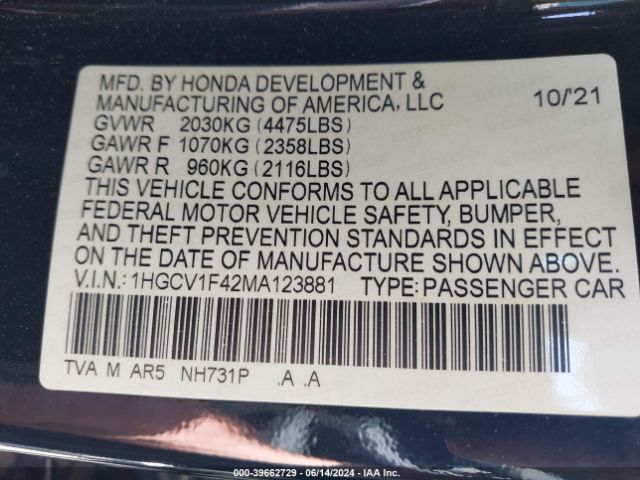 MFD. BY HONDA DEVELOPMENT &
MANUFACTURING OF AMERICA, LLC 10/'21
GVWR 2030KG (4475LBS)
GAWR F 1070KG (2358LBS)
GAWR R 960KG (2116LBS)
THIS VEHICLE CONFORMS TO ALL APPLICABLE
FEDERAL MOTOR VEHICLE SAFETY, BUMPER,
AND THEFT PREVENTION STANDARDS IN EFFECT
ON THE DATE OF MANUFACTURE SHOWN ABOVE.
V.I.N.: 1HGCV1F42MA123881 TYPE: PASSENGER CAR
TVA M AR5 NH731P .A .A
000-39662729 - 06/14/2024 - IAA Inc.